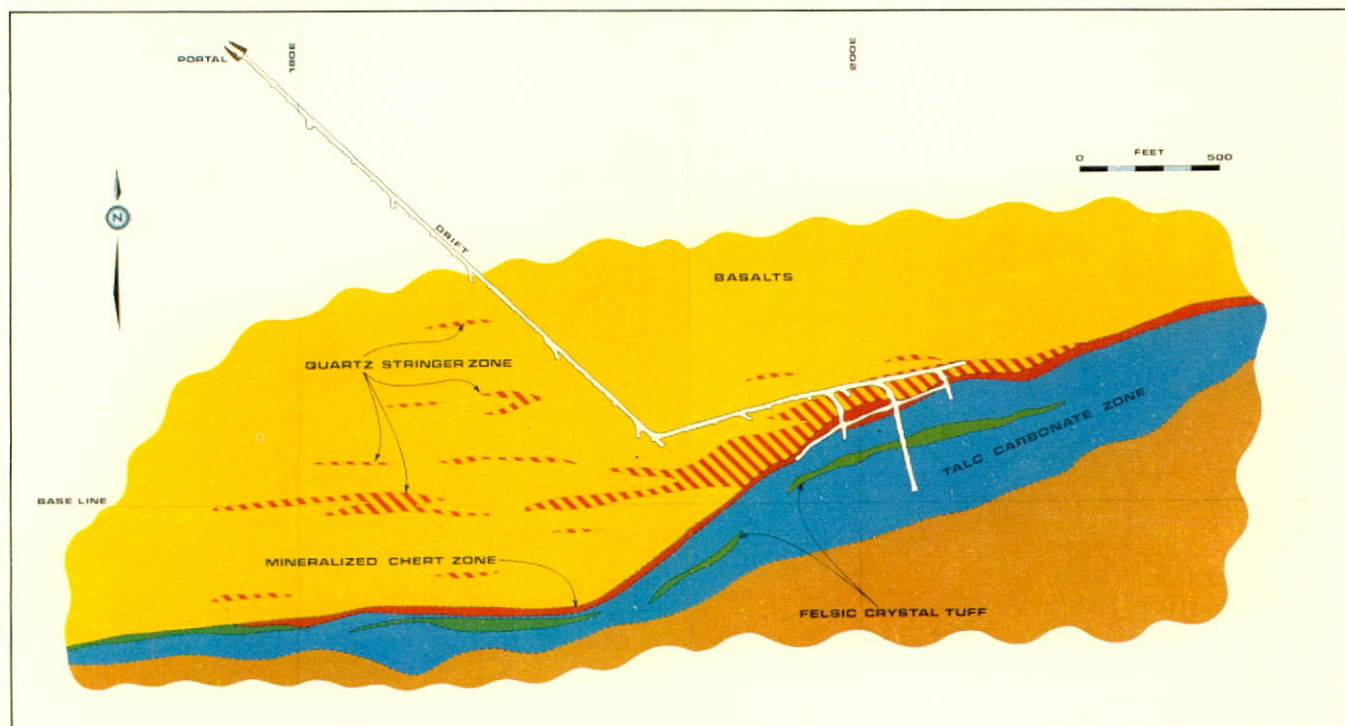 PORTAL
180E
200E
FEET
0 500
N
DRIFT
BASALTS
QUARTZ STRINGER ZONE
TALC CARBONATE ZONE
BASE LINE
MINERALIZED CHERT ZONE
FELSIC CRYSTAL TUFF